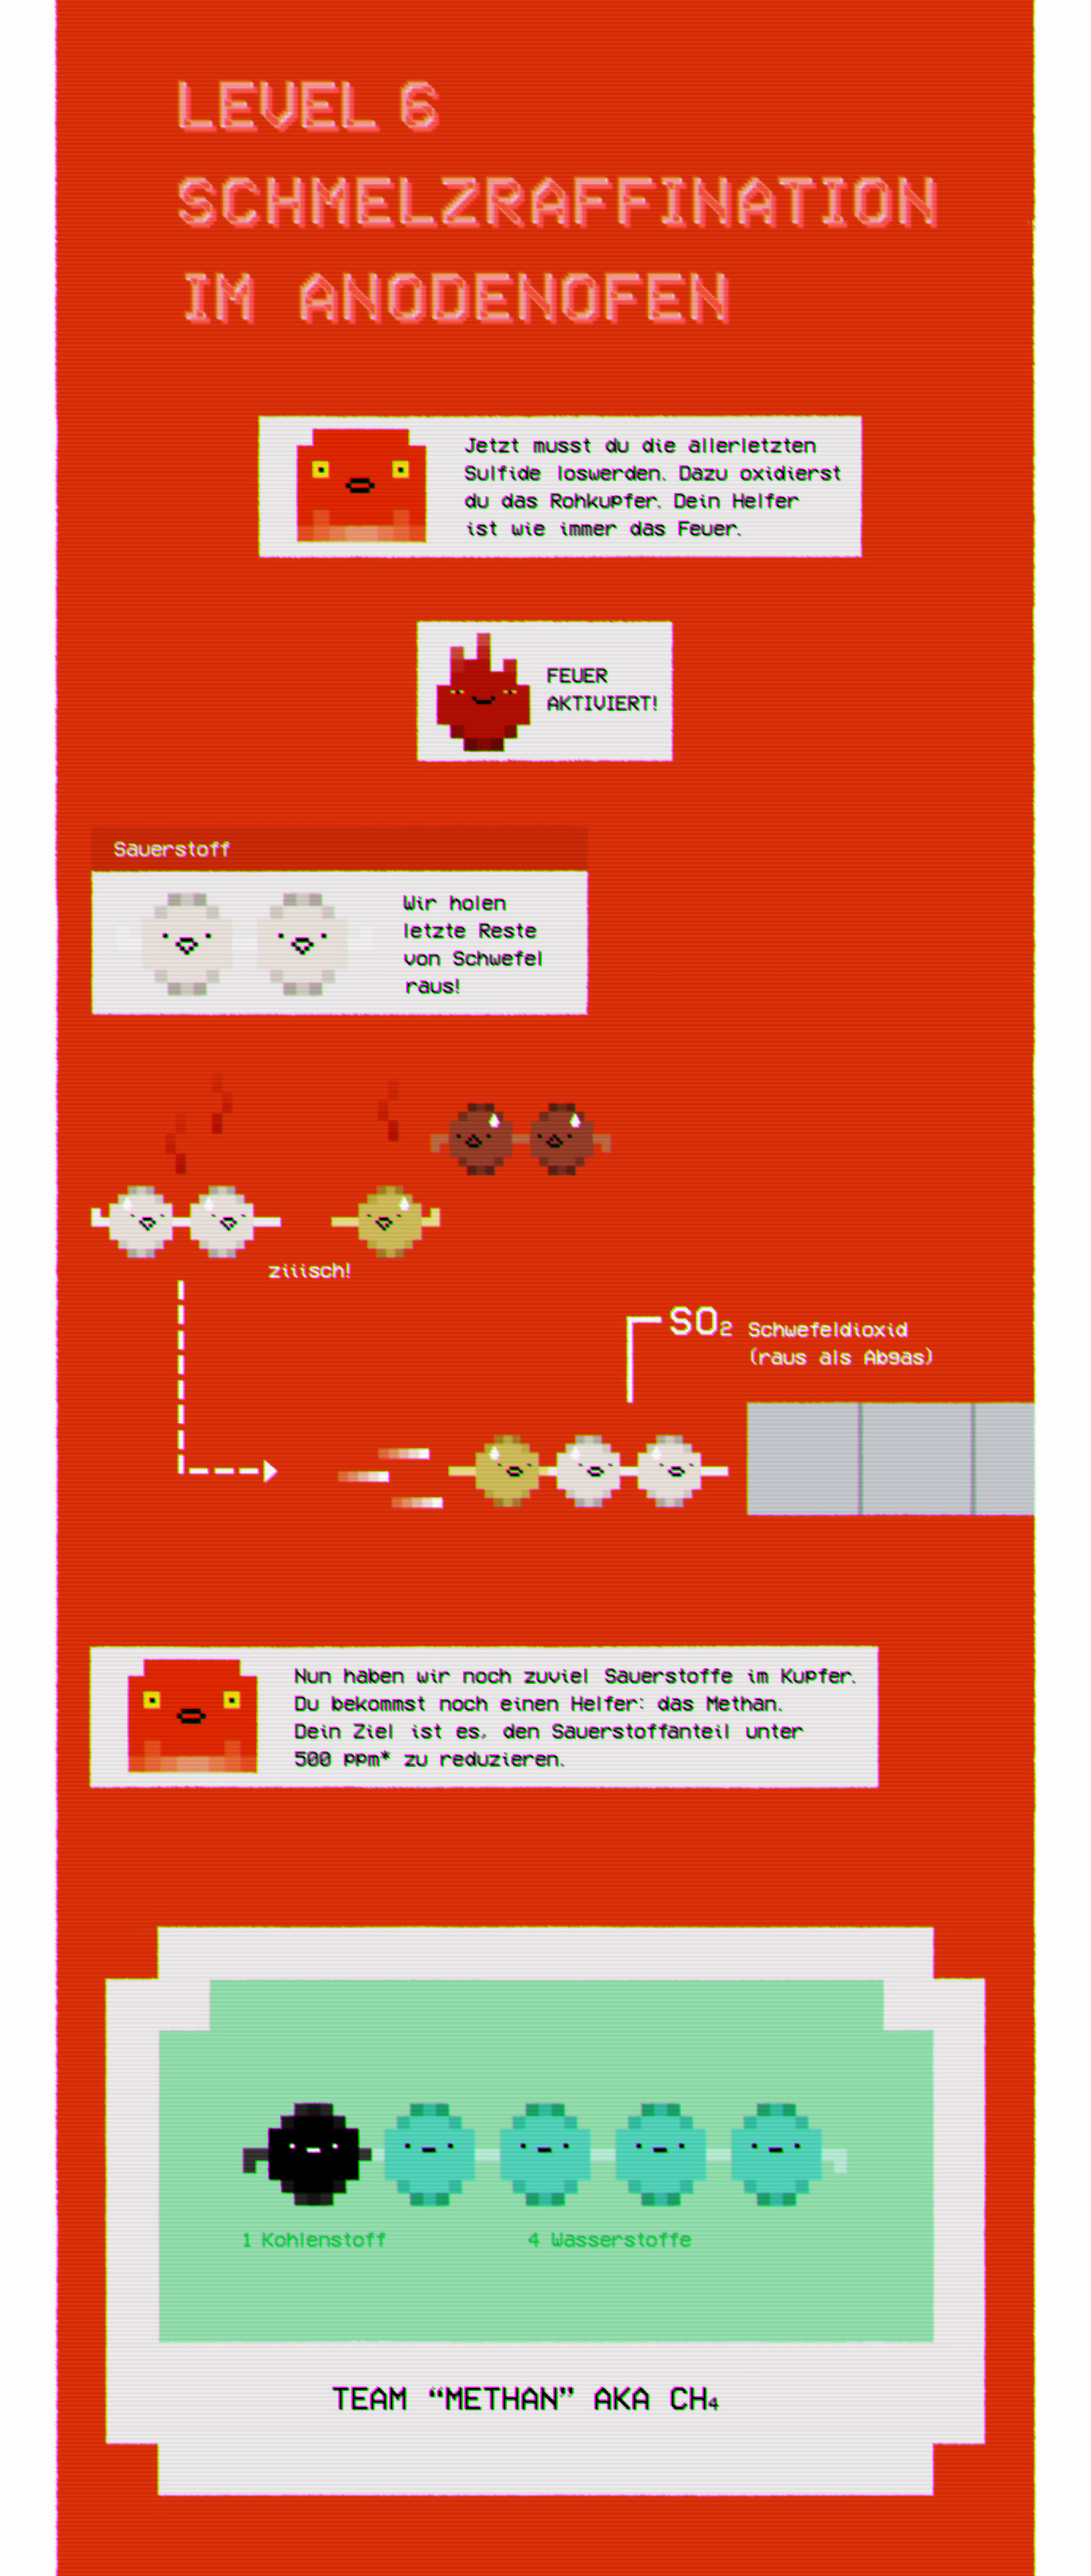 LEVEL 6
SCHMELZRAFFINATION
IM ANODENOFEN
Jetzt musst du die allerletzten
Sulfide loswerden. Dazu oxidierst
du das Rohkupfer. Dein Helfer
ist wie immer das Feuer.
FEUER
AKTIVIERT!
Sauerstoff
Wir holen
letzte Reste
von Schwefel
raus!
ziiisch!
SO₂ Schwefeldioxid
(raus als Abgas)
Nun haben wir noch zuviel Sauerstoffe im Kupfer.
Du bekommst noch einen Helfer: das Methan.
Dein Ziel ist es, den Sauerstoffanteil unter
500 ppm* zu reduzieren.
1 Kohlenstoff 4 Wasserstoffe
TEAM “METHAN” AKA CH₄